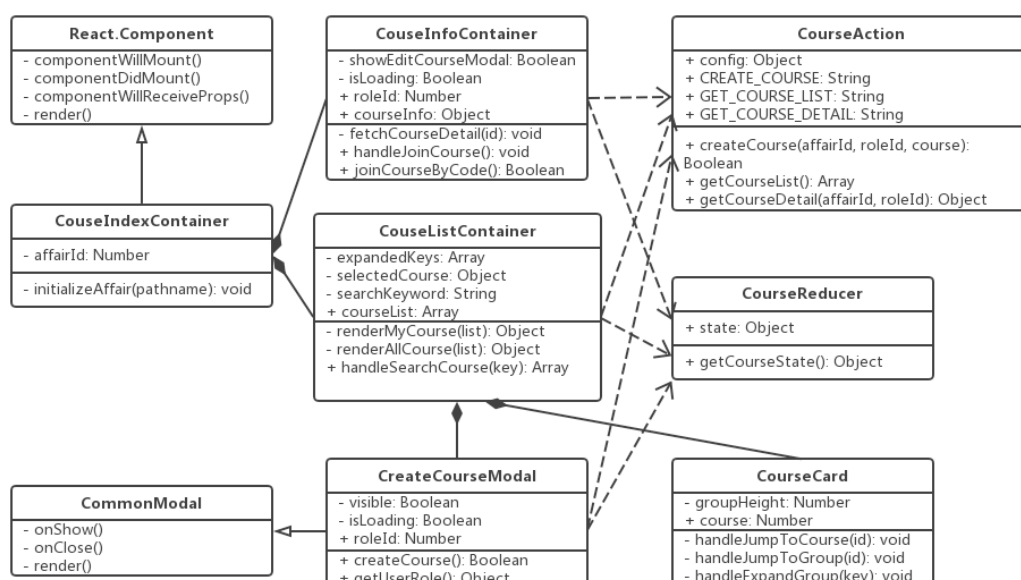 React.Component
- componentWillMount()
- componentDidMount()
- componentWillReceiveProps()
- render()
CouseInfoContainer
- showEditCourseModal: Boolean
- isLoading: Boolean
+ roleId: Number
+ courseInfo: Object
- fetchCourseDetail(id): void
+ handleJoinCourse(): void
+ joinCourseByCode(): Boolean
CourseAction
+ config: Object
+ CREATE_COURSE: String
+ GET_COURSE_LIST: String
+ GET_COURSE_DETAIL: String
+ createCourse(affairId, roleId, course):
Boolean
+ getCourseList(): Array
+ getCourseDetail(affairId, roleId): Object
CouseIndexContainer
- affairId: Number
- initializeAffair(pathname): void
CouseListContainer
- expandedKeys: Array
- selectedCourse: Object
- searchKeyword: String
+ courseList: Array
- renderMyCourse(list): Object
- renderAllCourse(list): Object
+ handleSearchCourse(key): Array
CourseReducer
+ state: Object
+ getCourseState(): Object
CommonModal
- onShow()
- onClose()
- render()
CreateCourseModal
- visible: Boolean
- isLoading: Boolean
+ roleId: Number
+ createCourse(): Boolean
+ getUserRole(): Object
CourseCard
- groupHeight: Number
+ course: Number
- handleJumpToCourse(id): void
- handleJumpToGroup(id): void
- handleExpandGroup(key): void